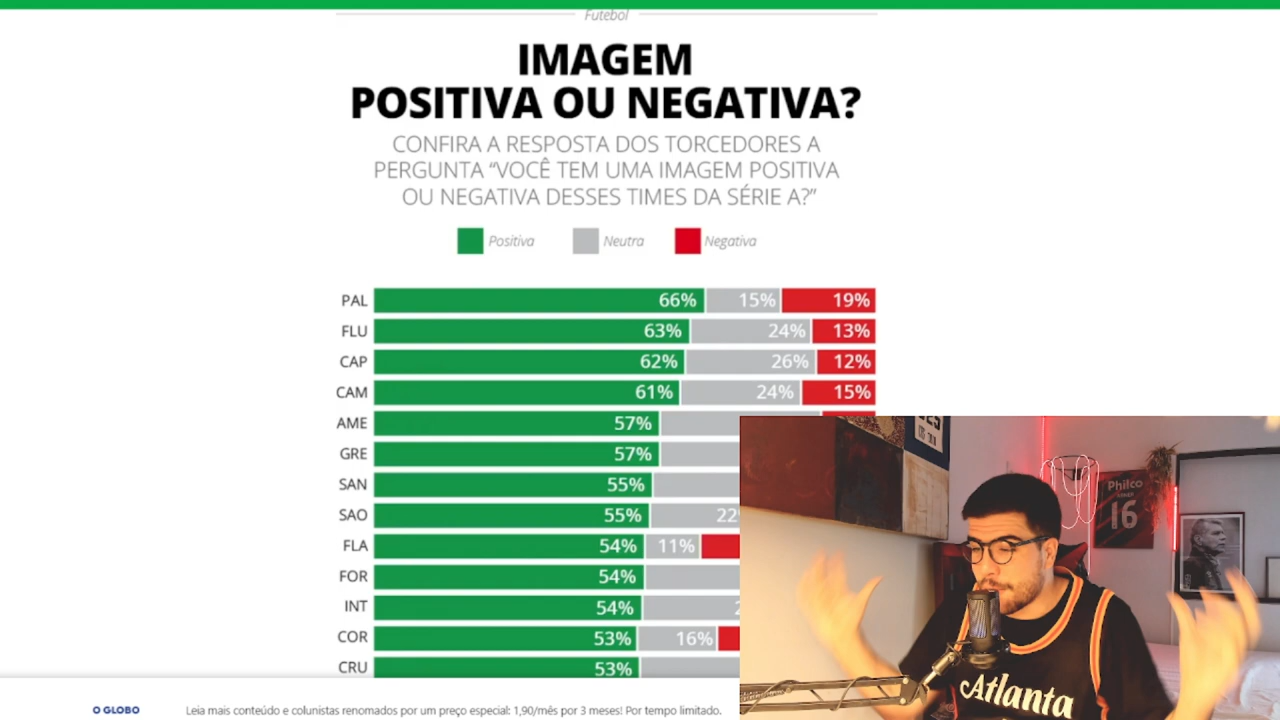 Futebol
IMAGEM
POSITIVA OU NEGATIVA?
CONFIRA A RESPOSTA DOS TORCEDORES A
PERGUNTA “VOCÊ TEM UMA IMAGEM POSITIVA
OU NEGATIVA DESSES TIMES DA SÉRIE A?”
Positiva Neutra Negativa
PAL 66% 15% 19%
FLU 63% 24% 13%
CAP 62% 26% 12%
CAM 61% 24% 15%
AME 57%
GRE 57%
SAN 55%
SAO 55% 22
FLA 54% 11%
FOR 54%
INT 54% 2
COR 53% 16%
CRU 53%
Philco
16
Atlanta
O GLOBO
Leia mais conteúdo e colunistas renomados por um preço especial: 1,90/mês por 3 meses! Por tempo limitado.